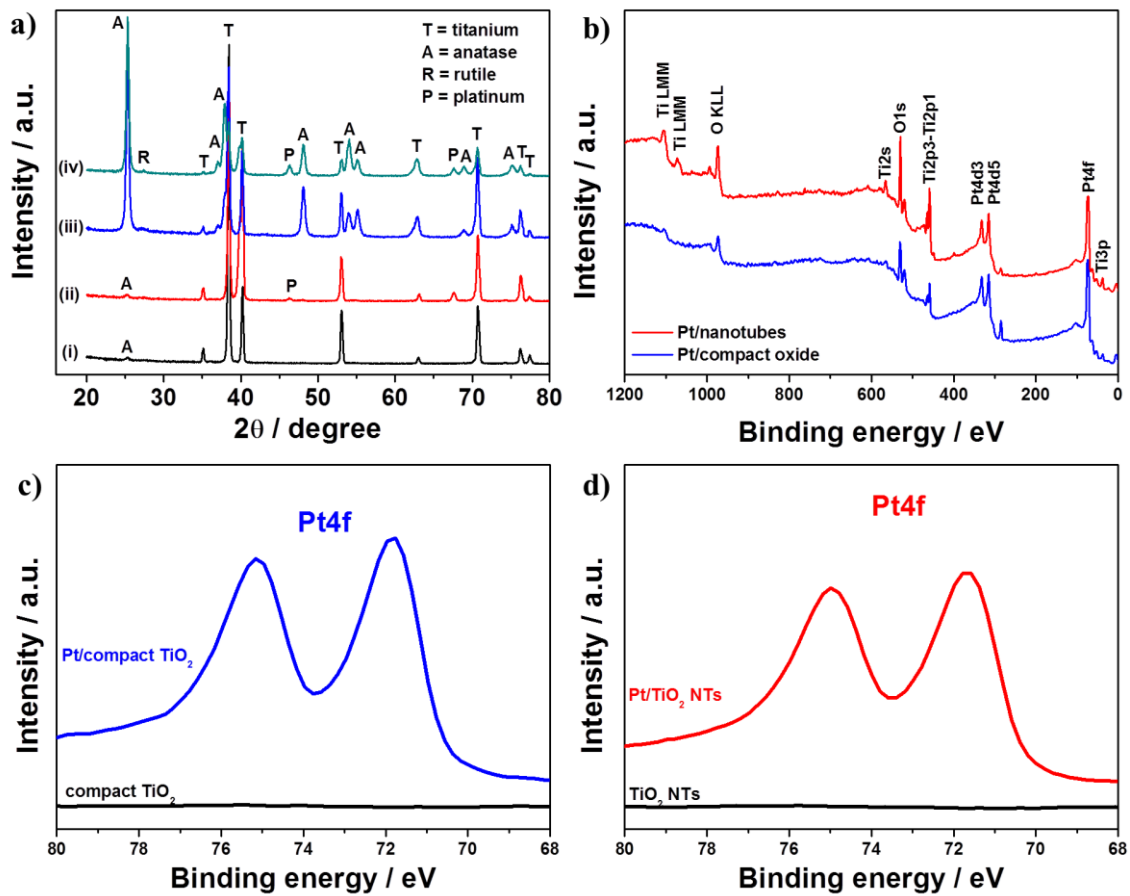 a)
T = titanium
A = anatase
R = rutile
P = platinum
A
T
A
A
T
R
T
P
A
A
A
T
P
A
T
A
T
T
(iv)
(iii)
(ii)
A
P
(i)
A
Intensity / a.u.
20 30 40 50 60 70 80
2θ / degree
b)
Ti LMM
Ti LMM
O KLL
Ti2s
O1s
Ti2p3-Ti2p1
Pt4d3
Pt4d5
Pt4f
Ti3p
Pt/nanotubes
Pt/compact oxide
Intensity / a.u.
1200 1000 800 600 400 200 0
Binding energy / eV
c)
Pt4f
Pt/compact TiO₂
compact TiO₂
Intensity / a.u.
80 78 76 74 72 70 68
Binding energy / eV
d)
Pt4f
Pt/TiO₂ NTs
TiO₂ NTs
Intensity / a.u.
80 78 76 74 72 70 68
Binding energy / eV